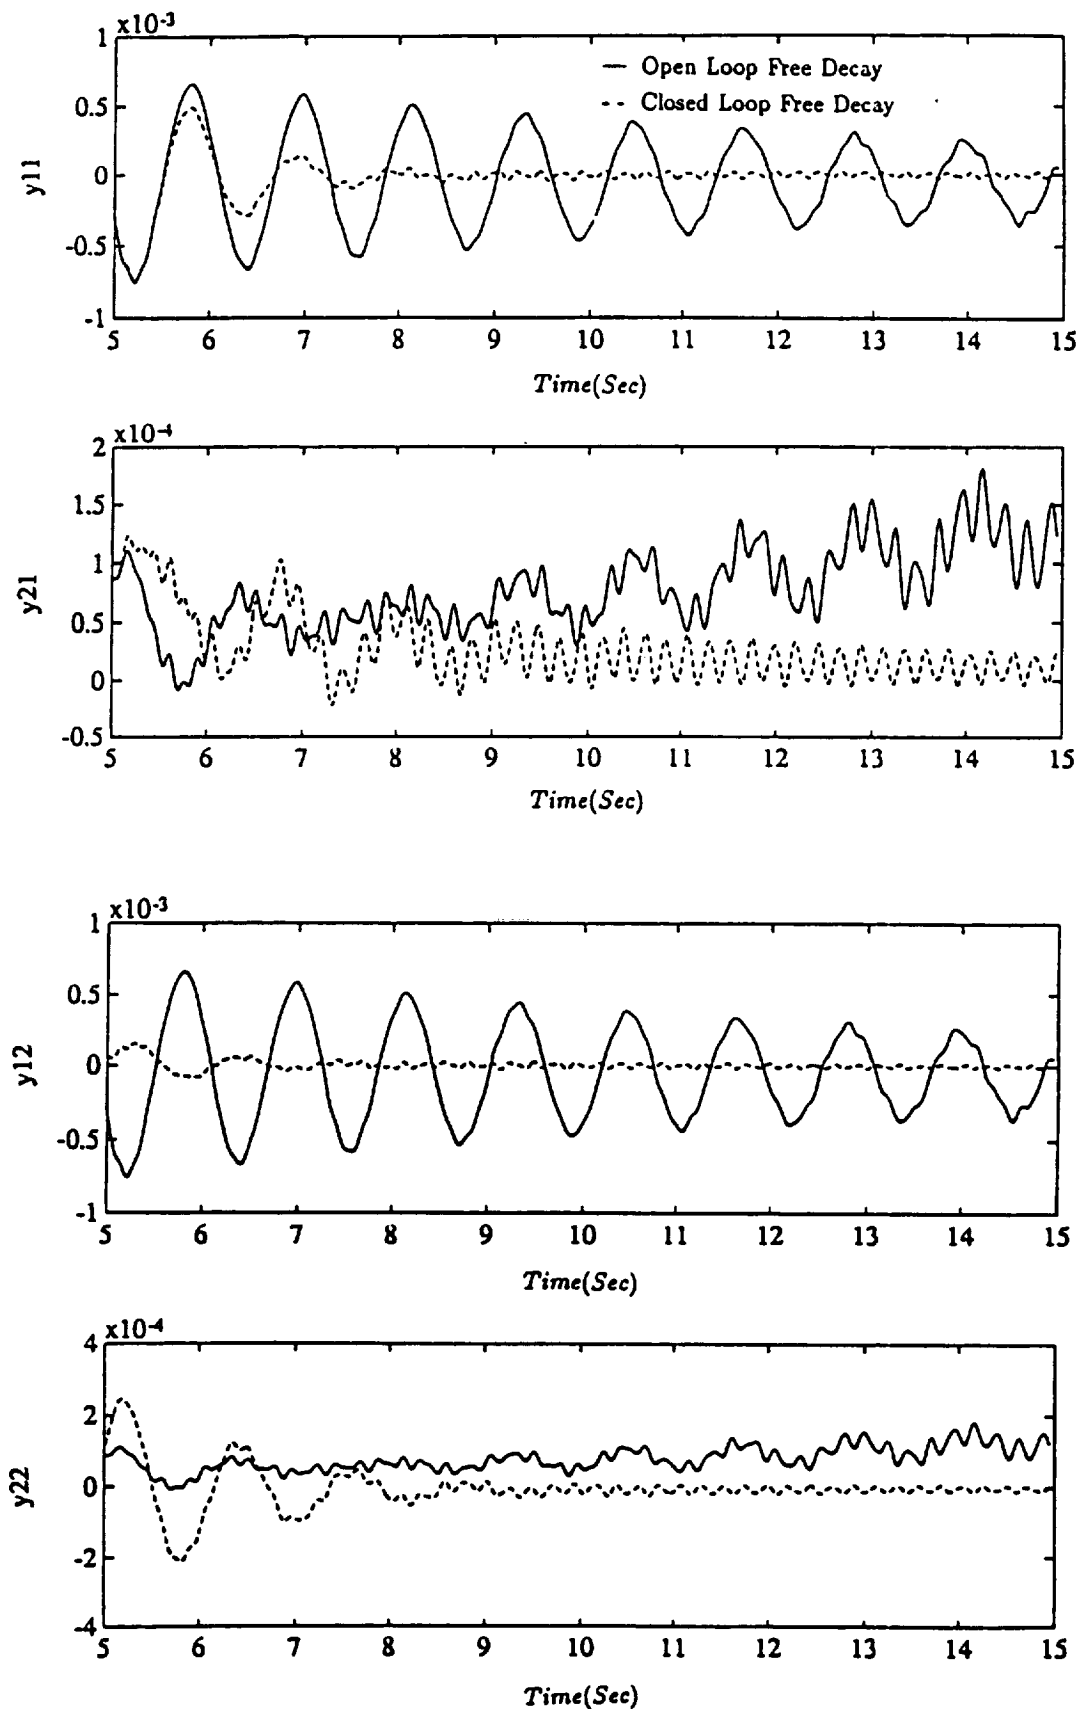 x10-3
1
0.5
0
-0.5
-1
y11
— Open Loop Free Decay
--- Closed Loop Free Decay
5 6 7 8 9 10 11 12 13 14 15
Time(Sec)
x10-4
2
1.5
1
0.5
0
-0.5
y21
5 6 7 8 9 10 11 12 13 14 15
Time(Sec)
x10-3
1
0.5
0
-0.5
-1
y12
5 6 7 8 9 10 11 12 13 14 15
Time(Sec)
x10-4
4
2
0
-2
-4
y22
5 6 7 8 9 10 11 12 13 14 15
Time(Sec)